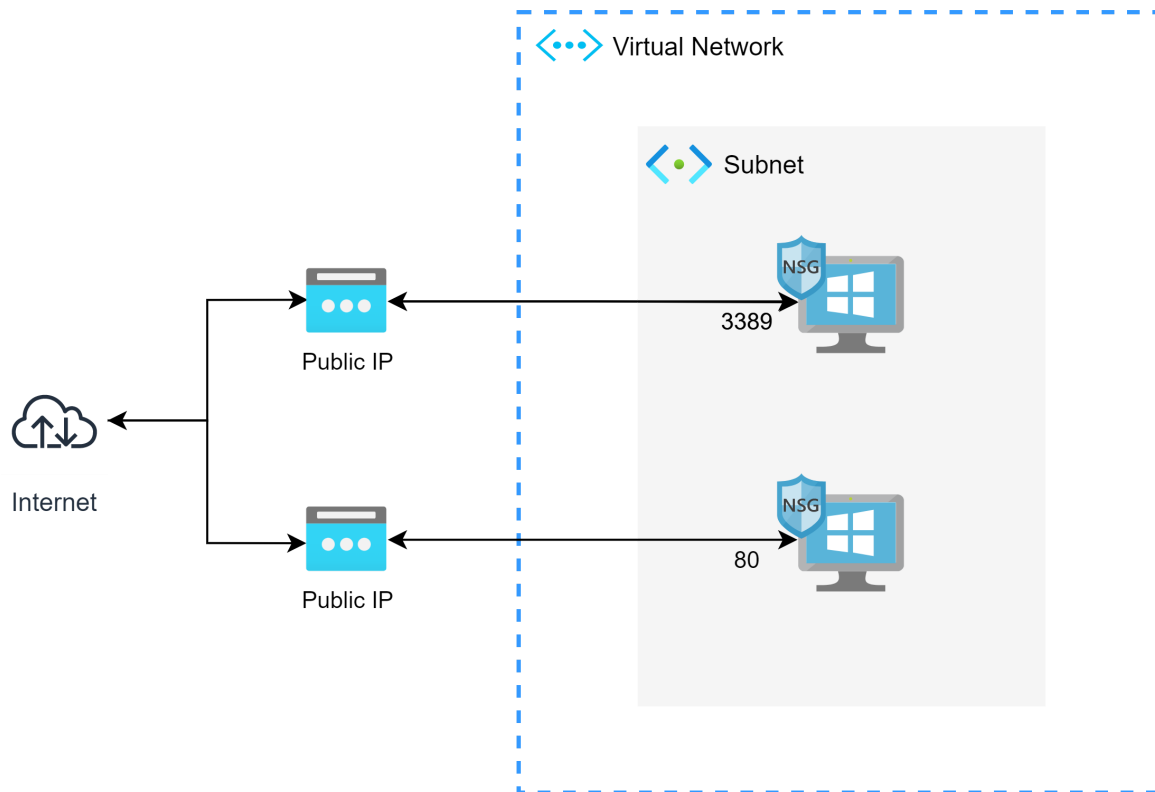 Virtual Network
Subnet
NSG
3389
Public IP
Internet
NSG
80
Public IP